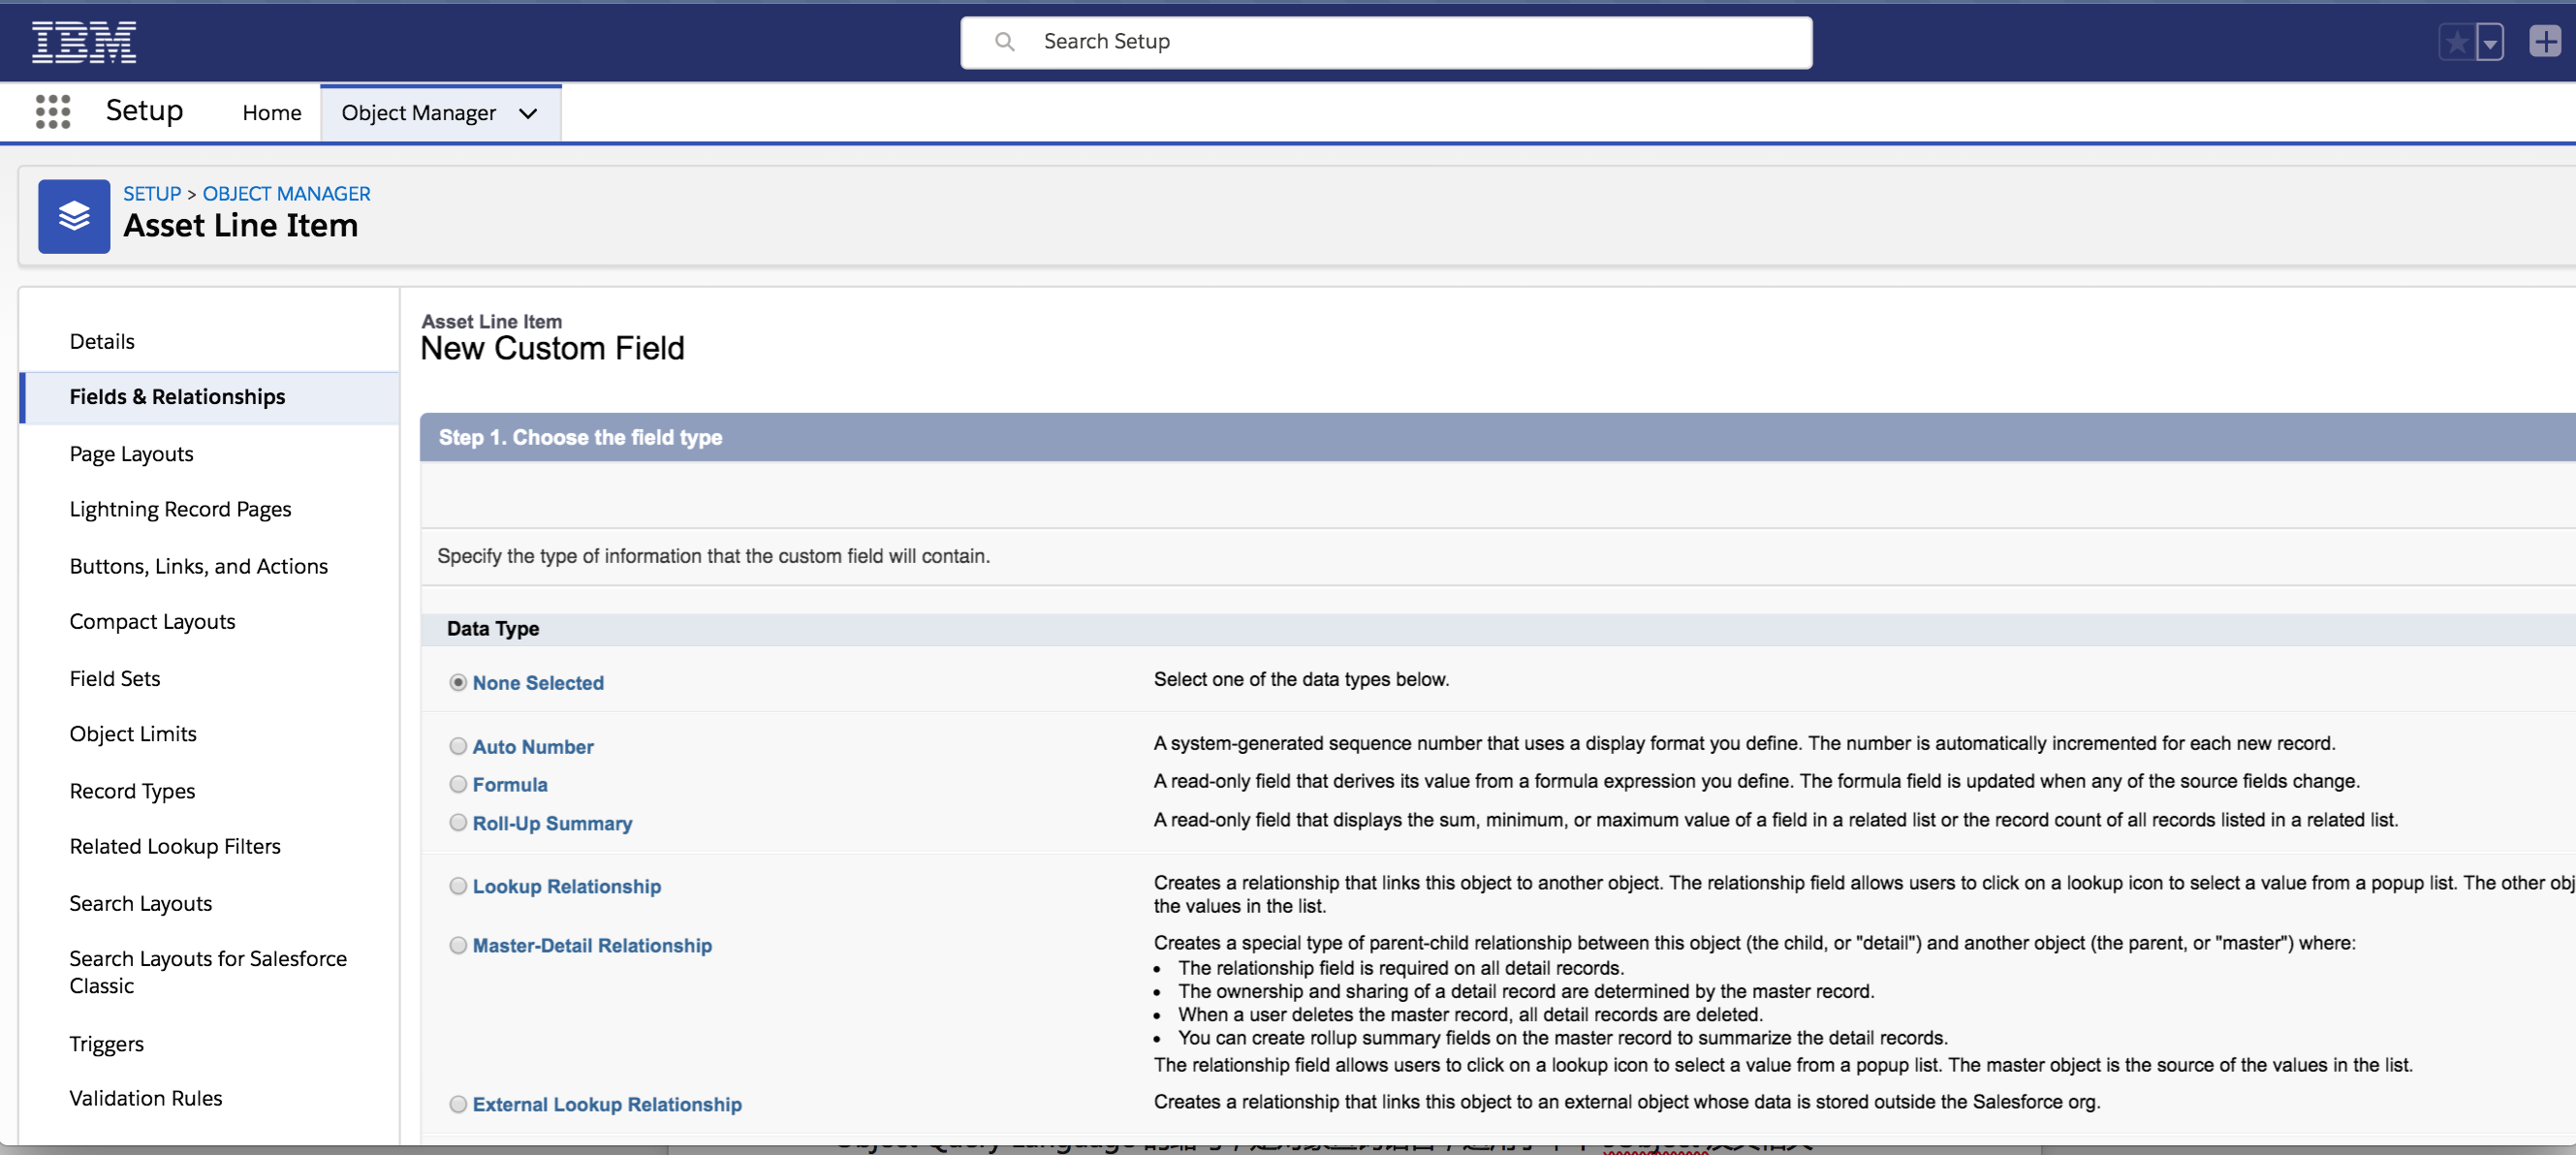 IBM
Search Setup
Setup
Home
Object Manager
SETUP > OBJECT MANAGER
Asset Line Item
Details
Fields & Relationships
Page Layouts
Lightning Record Pages
Buttons, Links, and Actions
Compact Layouts
Field Sets
Object Limits
Record Types
Related Lookup Filters
Search Layouts
Search Layouts for Salesforce
Classic
Triggers
Validation Rules
Asset Line Item
New Custom Field
Step 1. Choose the field type
Specify the type of information that the custom field will contain.
Data Type
None Selected
Select one of the data types below.
Auto Number
A system-generated sequence number that uses a display format you define. The number is automatically incremented for each new record.
Formula
A read-only field that derives its value from a formula expression you define. The formula field is updated when any of the source fields change.
Roll-Up Summary
A read-only field that displays the sum, minimum, or maximum value of a field in a related list or the record count of all records listed in a related list.
Lookup Relationship
Creates a relationship that links this object to another object. The relationship field allows users to click on a lookup icon to select a value from a popup list. The other obj
the values in the list.
Master-Detail Relationship
Creates a special type of parent-child relationship between this object (the child, or "detail") and another object (the parent, or "master") where:
• The relationship field is required on all detail records.
• The ownership and sharing of a detail record are determined by the master record.
• When a user deletes the master record, all detail records are deleted.
• You can create rollup summary fields on the master record to summarize the detail records.
The relationship field allows users to click on a lookup icon to select a value from a popup list. The master object is the source of the values in the list.
External Lookup Relationship
Creates a relationship that links this object to an external object whose data is stored outside the Salesforce org.
Object Query Language